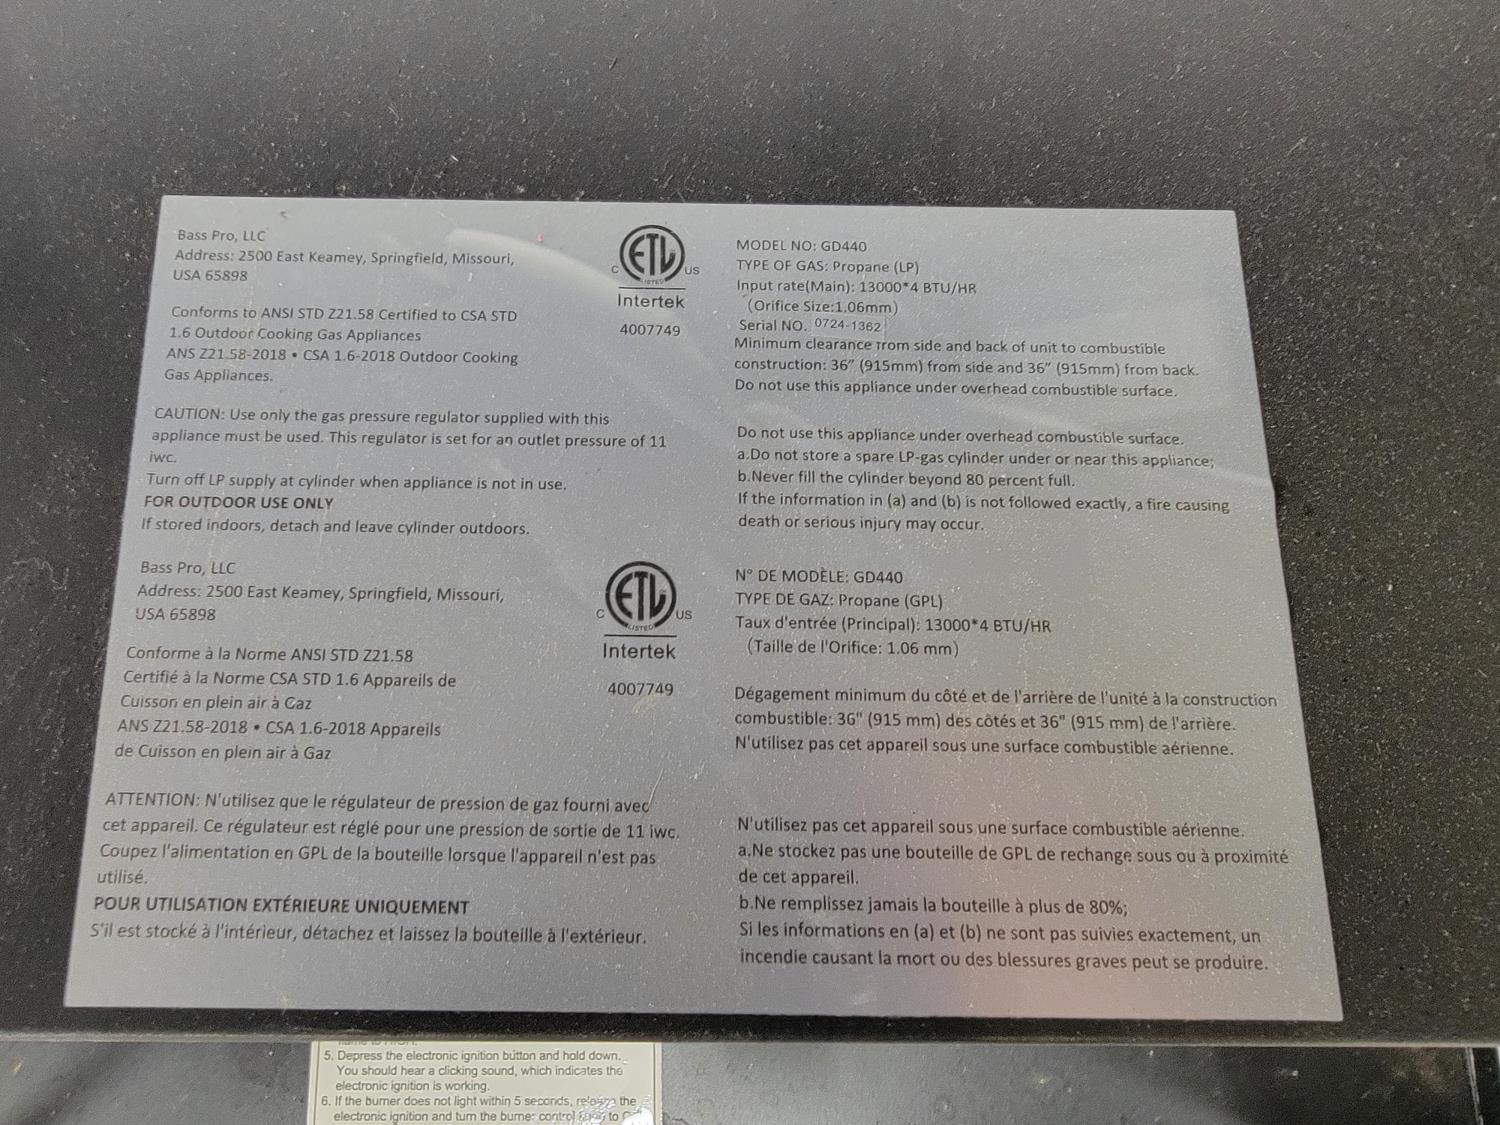 Bass Pro, LLC
Address: 2500 East Keamey, Springfield, Missouri,
USA 65898
Conforms to ANSI STD Z21.58 Certified to CSA STD
1.6 Outdoor Cooking Gas Appliances
ANS Z21.58-2018 • CSA 1.6-2018 Outdoor Cooking
Gas Appliances.
CAUTION: Use only the gas pressure regulator supplied with this
appliance must be used. This regulator is set for an outlet pressure of 11
iwc.
Turn off LP supply at cylinder when appliance is not in use.
FOR OUTDOOR USE ONLY
If stored indoors, detach and leave cylinder outdoors.
ETL
C US
LISTED
Intertek
4007749
MODEL NO: GD440
TYPE OF GAS: Propane (LP)
Input rate(Main): 13000*4 BTU/HR
(Orifice Size:1.06mm)
Serial NO. 0724-1362
Minimum clearance from side and back of unit to combustible
construction: 36" (915mm) from side and 36" (915mm) from back.
Do not use this appliance under overhead combustible surface.
Do not use this appliance under overhead combustible surface.
a.Do not store a spare LP-gas cylinder under or near this appliance;
b.Never fill the cylinder beyond 80 percent full.
If the information in (a) and (b) is not followed exactly, a fire causing
death or serious injury may occur.
Bass Pro, LLC
Address: 2500 East Keamey, Springfield, Missouri,
USA 65898
Conforme à la Norme ANSI STD Z21.58
Certifié à la Norme CSA STD 1.6 Appareils de
Cuisson en plein air à Gaz
ANS Z21.58-2018 • CSA 1.6-2018 Appareils
de Cuisson en plein air à Gaz
ATTENTION: N'utilisez que le régulateur de pression de gaz fourni avec
cet appareil. Ce régulateur est réglé pour une pression de sortie de 11 iwc.
Coupez l'alimentation en GPL de la bouteille lorsque l'appareil n'est pas
utilisé.
POUR UTILISATION EXTÉRIEURE UNIQUEMENT
S'il est stocké à l'intérieur, détachez et laissez la bouteille à l'extérieur.
ETL
C US
LISTED
Intertek
4007749
N° DE MODÈLE: GD440
TYPE DE GAZ: Propane (GPL)
Taux d'entrée (Principal): 13000*4 BTU/HR
(Taille de l'Orifice: 1.06 mm)
Dégagement minimum du côté et de l'arrière de l'unité à la construction
combustible: 36" (915 mm) des côtés et 36" (915 mm) de l'arrière.
N'utilisez pas cet appareil sous une surface combustible aérienne.
N'utilisez pas cet appareil sous une surface combustible aérienne.
a.Ne stockez pas une bouteille de GPL de rechange sous ou à proximité
de cet appareil.
b.Ne remplissez jamais la bouteille à plus de 80%;
Si les informations en (a) et (b) ne sont pas suivies exactement, un
incendie causant la mort ou des blessures graves peut se produire.
5. Depress the electronic ignition button and hold down.
You should hear a clicking sound, which indicates the
electronic ignition is working.
6. If the burner does not light within 5 seconds, release the
electronic ignition and turn the burner control to